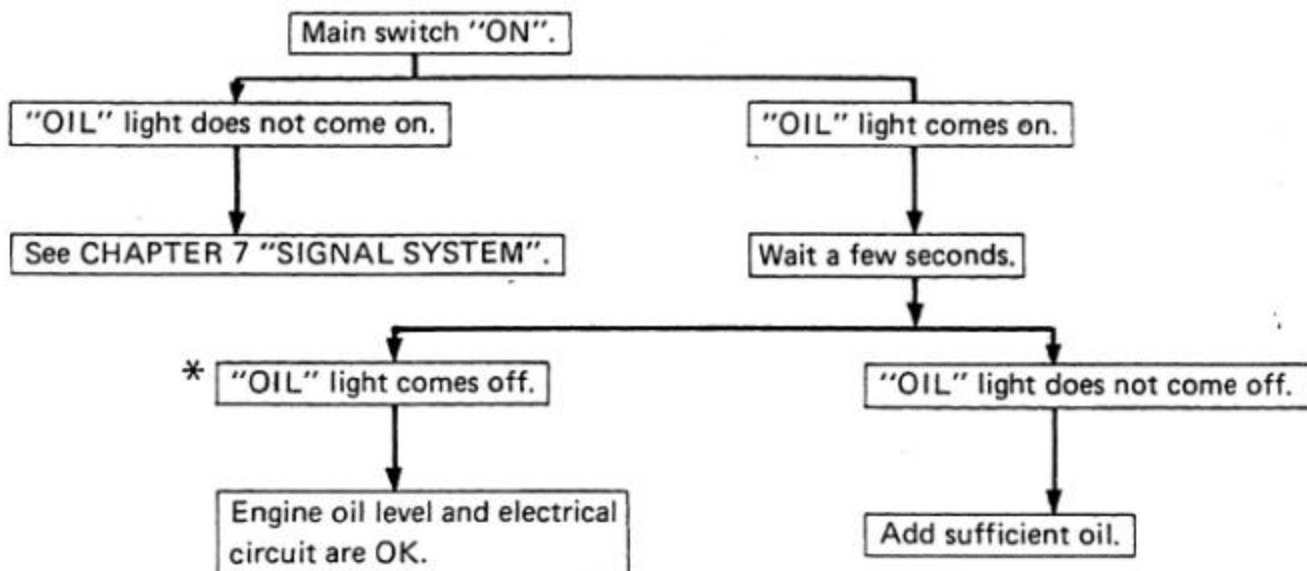 Main switch "ON".
"OIL" light does not come on.
"OIL" light comes on.
See CHAPTER 7 "SIGNAL SYSTEM".
Wait a few seconds.
* "OIL" light comes off.
"OIL" light does not come off.
Engine oil level and electrical
circuit are OK.
Add sufficient oil.